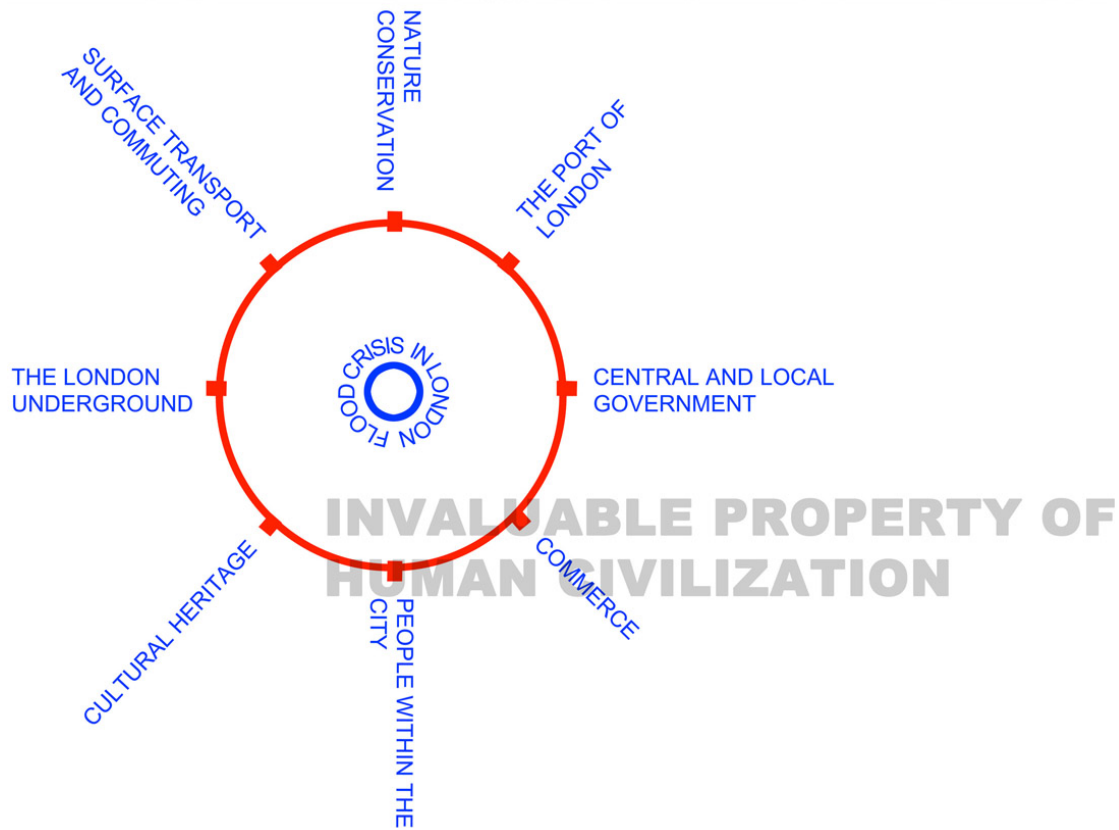 NATURE
CONSERVATION
SURFACE TRANSPORT
AND COMMUTING
THE PORT OF
LONDON
FLOOD CRISIS IN LONDON
THE LONDON
UNDERGROUND
CENTRAL AND LOCAL
GOVERNMENT
INVALUABLE PROPERTY OF
HUMAN CIVILIZATION
CULTURAL HERITAGE
PEOPLE WITHIN THE
CITY
COMMERCE